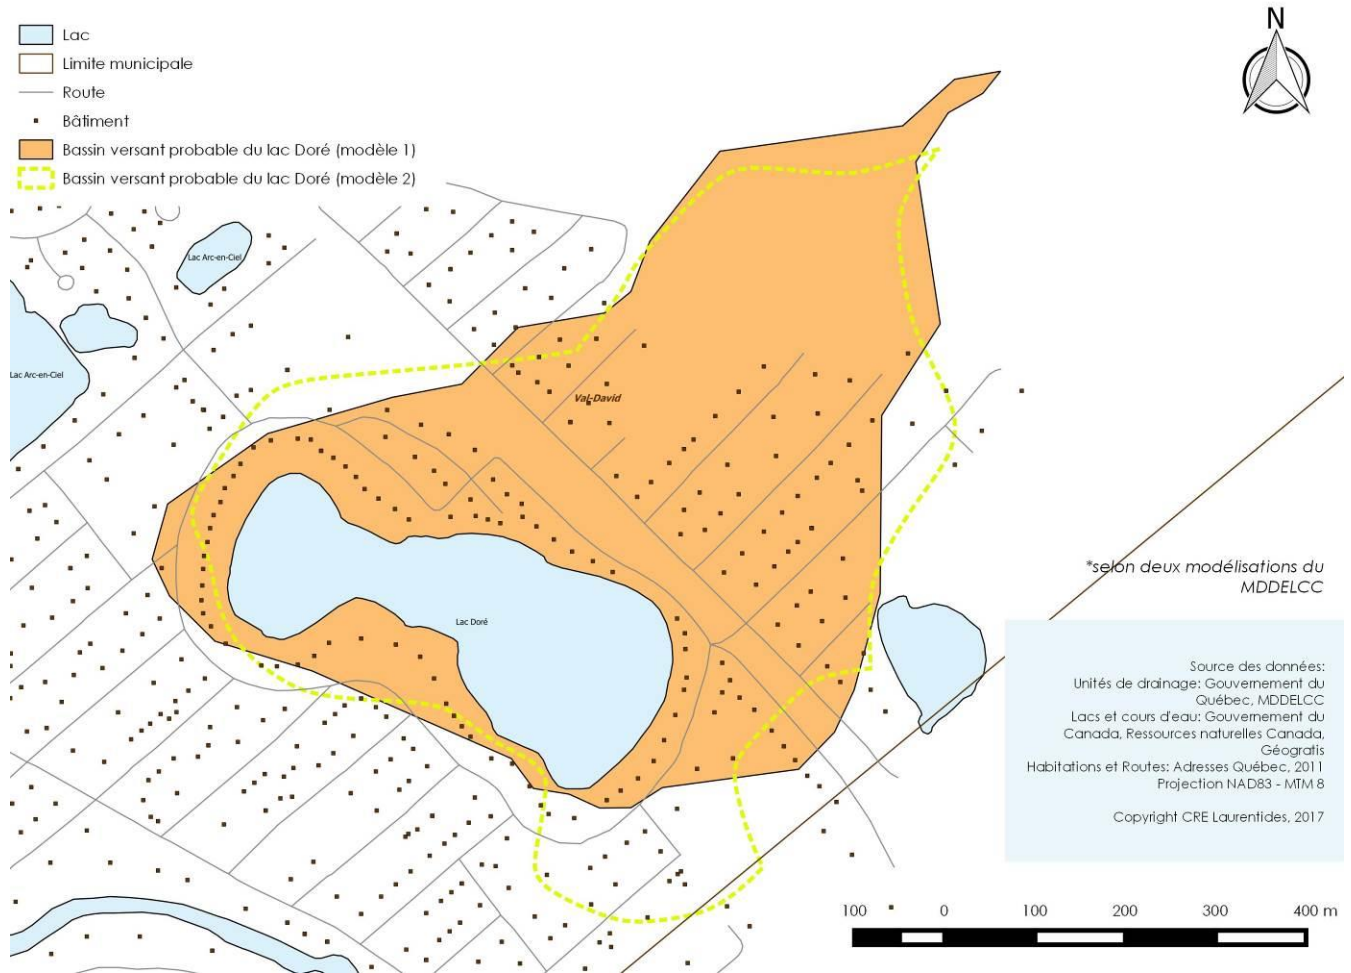 N
Lac
Limite municipale
Route
Bâtiment
Bassin versant probable du lac Doré (modèle 1)
Bassin versant probable du lac Doré (modèle 2)
Lac Arc-en-Ciel
Lac Arc-en-Ciel
Val-David
Lac Doré
*selon deux modélisations du
MDDELCC
Source des données:
Unités de drainage: Gouvernement du
Québec, MDDELCC
Lacs et cours d'eau: Gouvernement du
Canada, Ressources naturelles Canada,
Géogratis
Habitations et Routes: Adresses Québec, 2011
Projection NAD83 - MTM 8
Copyright CRE Laurentides, 2017
100 0 100 200 300 400 m